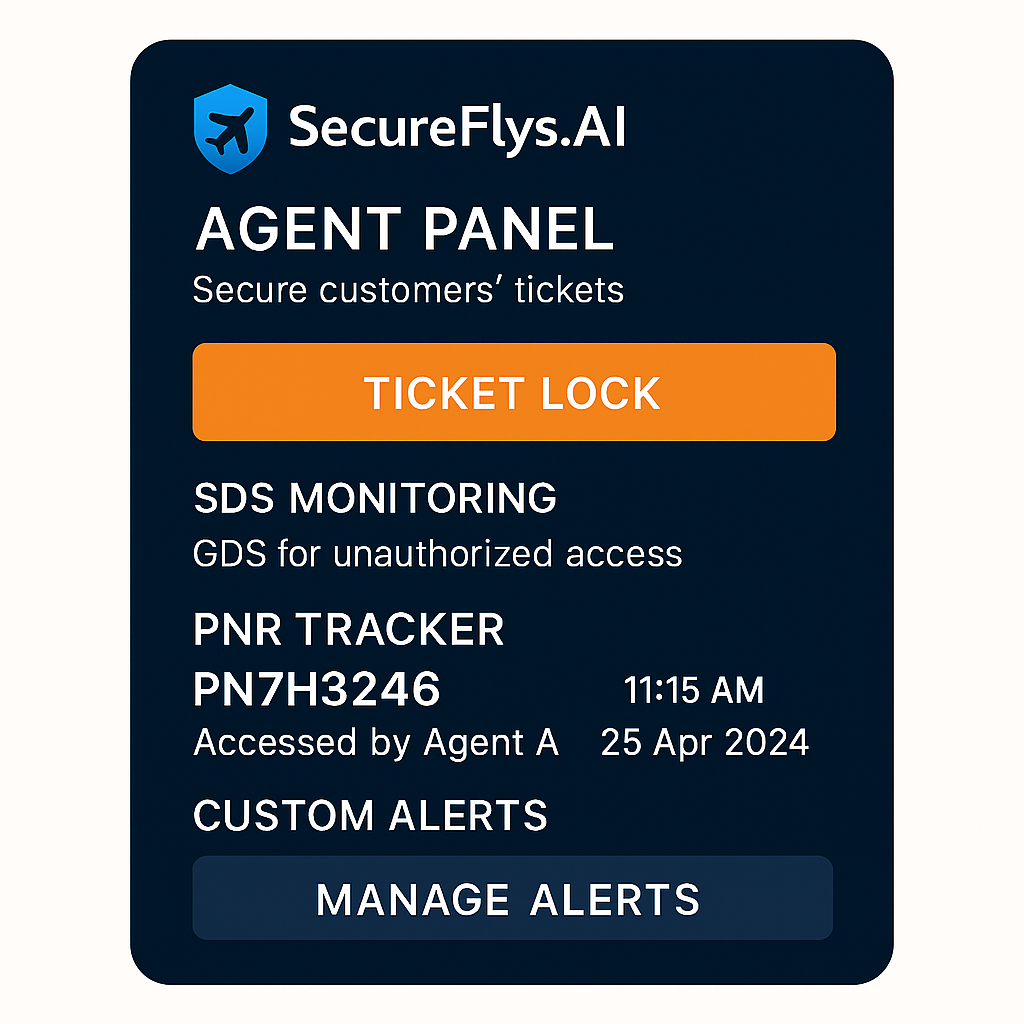 SecureFlys.AI
AGENT PANEL
Secure customers’ tickets
TICKET LOCK
SDS MONITORING
GDS for unauthorized access
PNR TRACKER
PN7H3246 11:15 AM
Accessed by Agent A 25 Apr 2024
CUSTOM ALERTS
MANAGE ALERTS